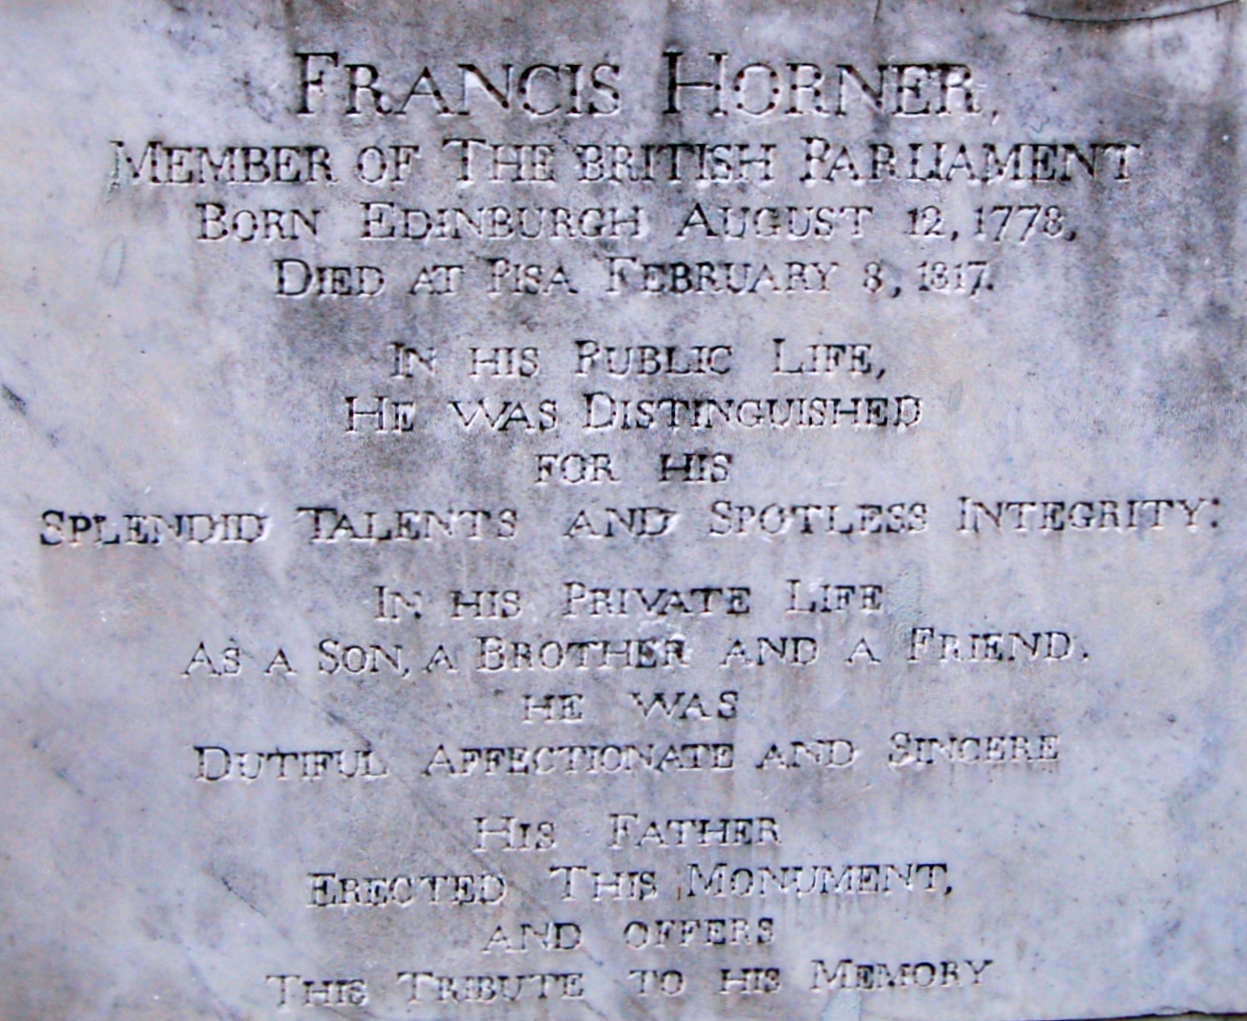 FRANCIS HORNER,
MEMBER OF THE BRITISH PARLIAMENT
BORN EDINBURGH AUGUST 12, 1778,
DIED AT PISA FEBRUARY 8, 1817.
IN HIS PUBLIC LIFE,
HE WAS DISTINGUISHED
FOR HIS
SPLENDID TALENTS AND SPOTLESS INTEGRITY:
IN HIS PRIVATE LIFE
AS A SON, A BROTHER AND A FRIEND.
HE WAS
DUTIFUL AFFECTIONATE AND SINCERE
HIS FATHER
ERECTED THIS MONUMENT,
AND OFFERS
THIS TRIBUTE TO HIS MEMORY